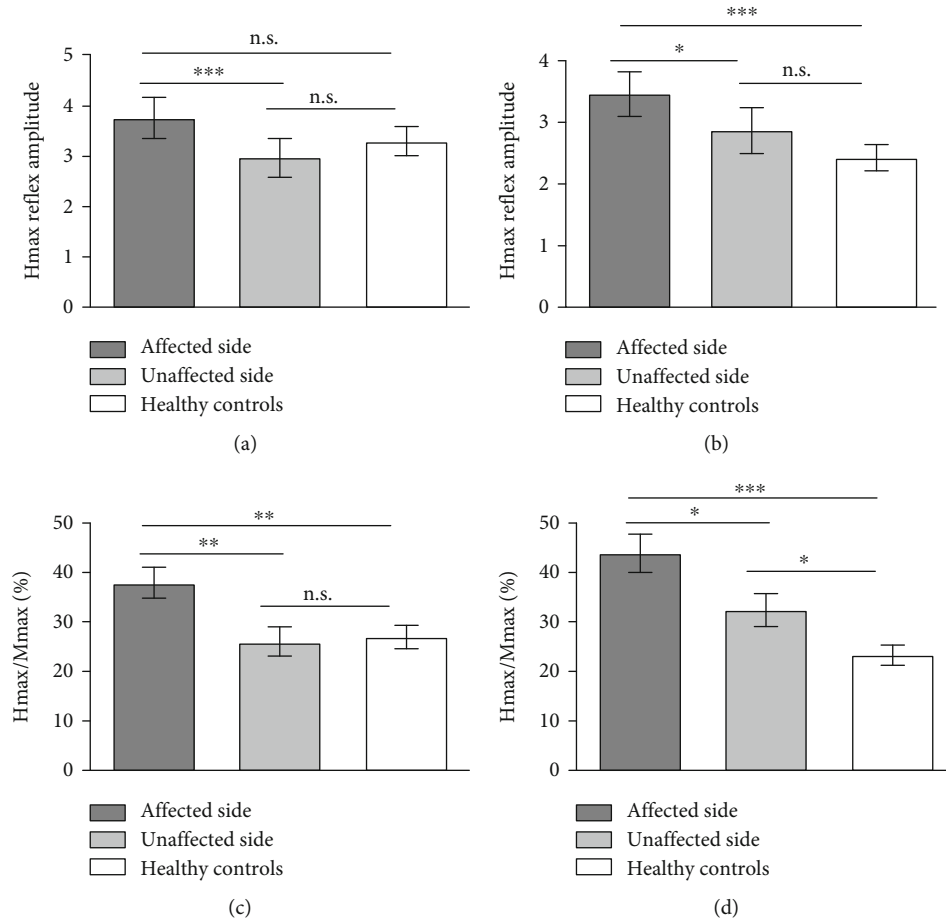 n.s.
***
n.s.
5
4
3
2
1
0
Hmax reflex amplitude
Affected side
Unaffected side
Healthy controls
(a)
***
*
n.s.
4
3
2
1
0
Hmax reflex amplitude
Affected side
Unaffected side
Healthy controls
(b)
**
**
n.s.
50
40
30
20
10
0
Hmax/Mmax (%)
Affected side
Unaffected side
Healthy controls
(c)
***
*
*
50
40
30
20
10
0
Hmax/Mmax (%)
Affected side
Unaffected side
Healthy controls
(d)